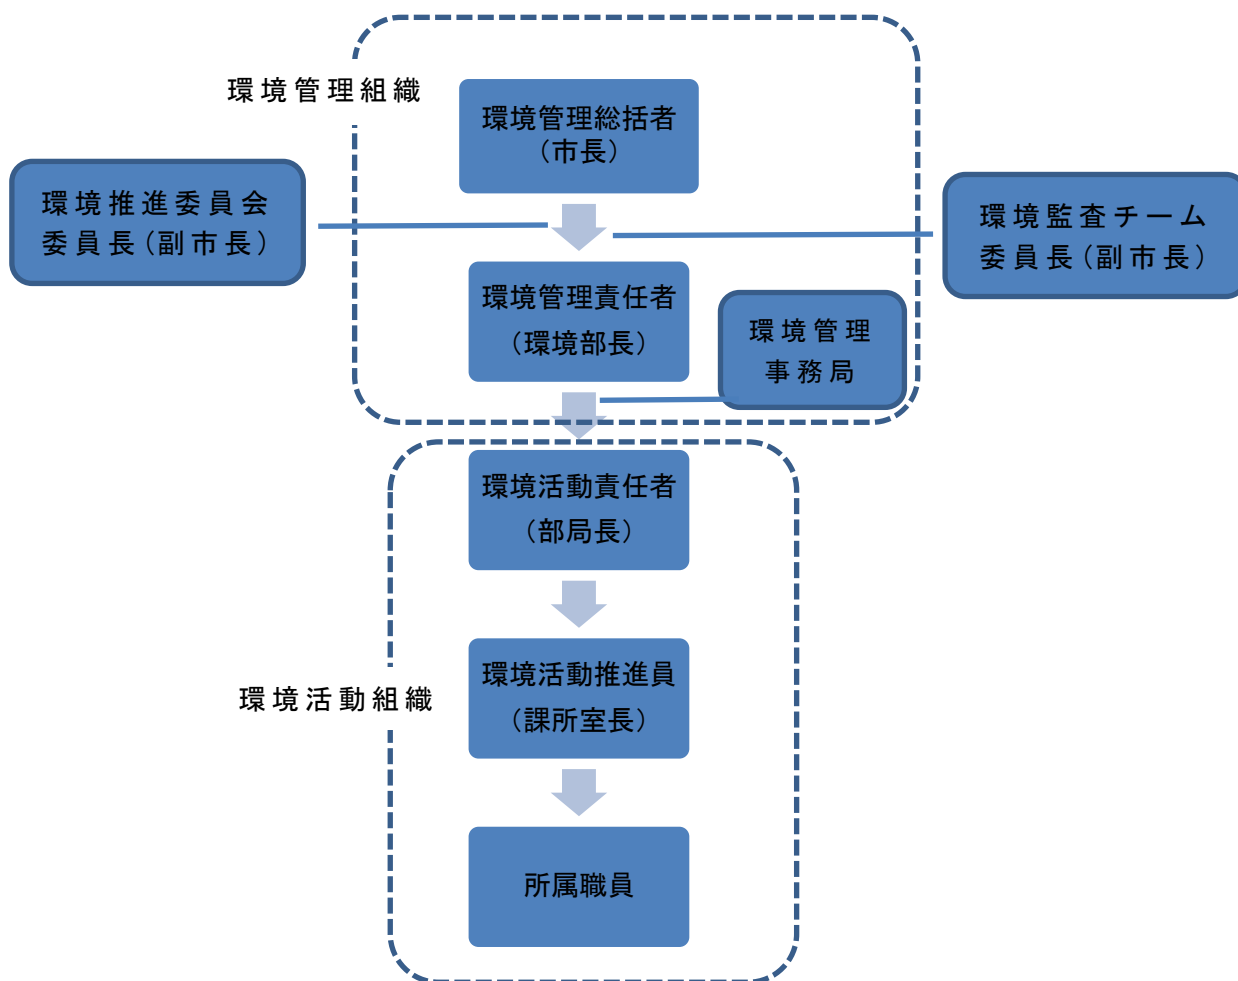 環境管理組織
環境管理総括者
（市長）
環境推進委員会
委員長（副市長）
環境監査チーム
委員長（副市長）
環境管理責任者
（環境部長）
環境管理
事務局
環境活動責任者
（部局長）
環境活動組織
環境活動推進員
（課所室長）
所属職員